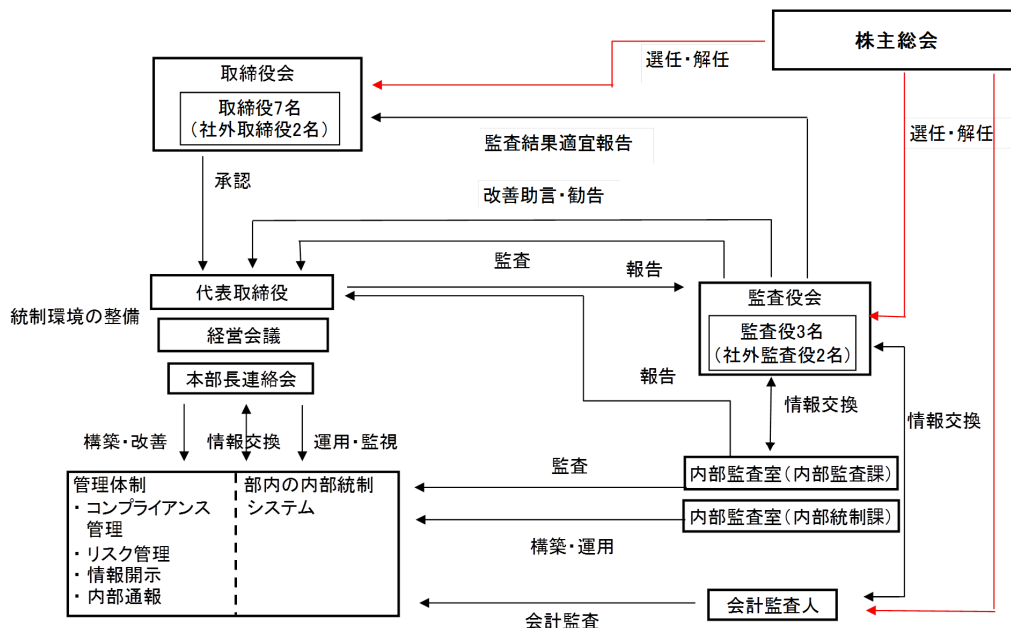 株主総会
選任・解任
取締役会
取締役7名
（社外取締役2名）
選任・解任
監査結果適宜報告
承認
改善助言・勧告
監査
報告
代表取締役
監査役会
統制環境の整備
経営会議
監査役3名
（社外監査役2名）
本部長連絡会
報告
情報交換
情報交換
構築・改善
情報交換
運用・監視
監査
管理体制
・コンプライアンス
管理
・リスク管理
・情報開示
・内部通報
部内の内部統制
システム
内部監査室（内部監査課）
内部監査室（内部統制課）
構築・運用
会計監査人
会計監査